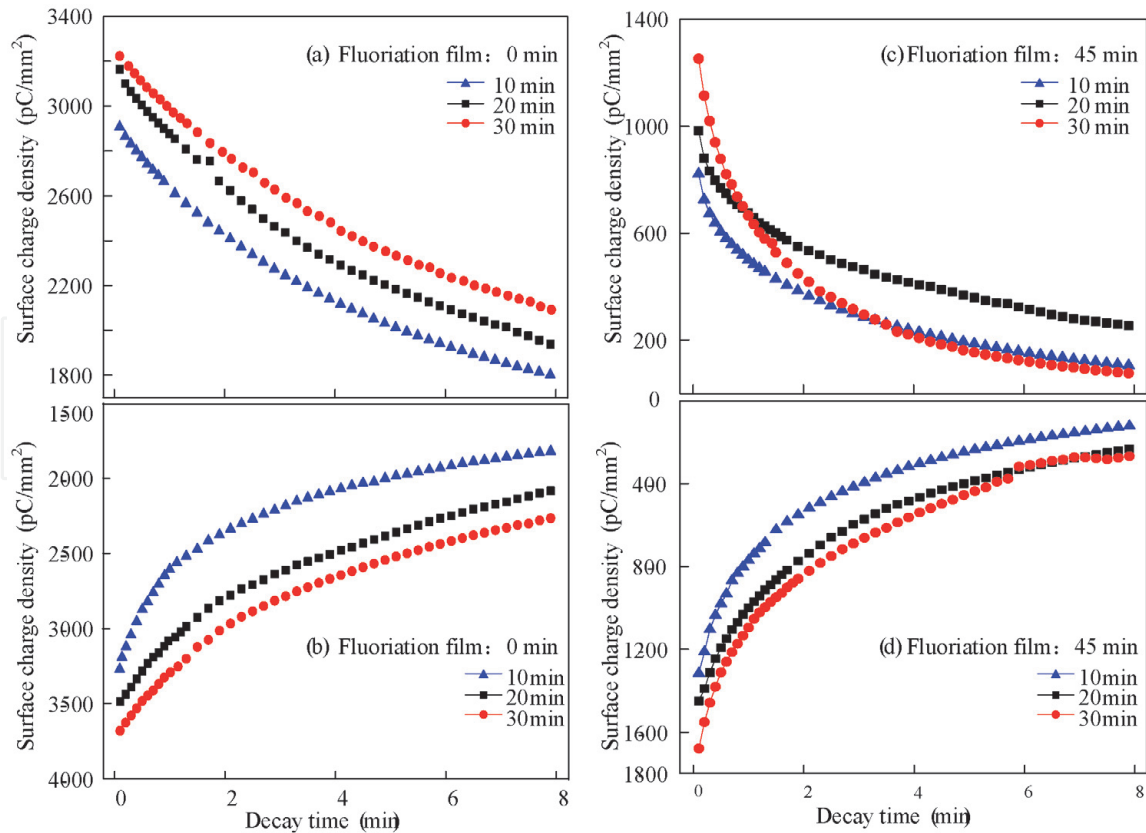 3400
3000
2600
2200
1800
Surface charge density (pC/mm²)
(a) Fluoriation film: 0 min
10 min
20 min
30 min
1400
1000
600
200
0
Surface charge density (pC/mm²)
(c) Fluoriation film: 45 min
10 min
20 min
30 min
1500
2000
2500
3000
3500
4000
Surface charge density (pC/mm²)
(b) Fluoriation film: 0 min
10min
20min
30min
0 2 4 6 8
Decay time (min)
0
400
800
1200
1600
1800
Surface charge density (pC/mm²)
(d) Fluoriation film: 45 min
10min
20min
30min
0 2 4 6 8
Decay time (min)